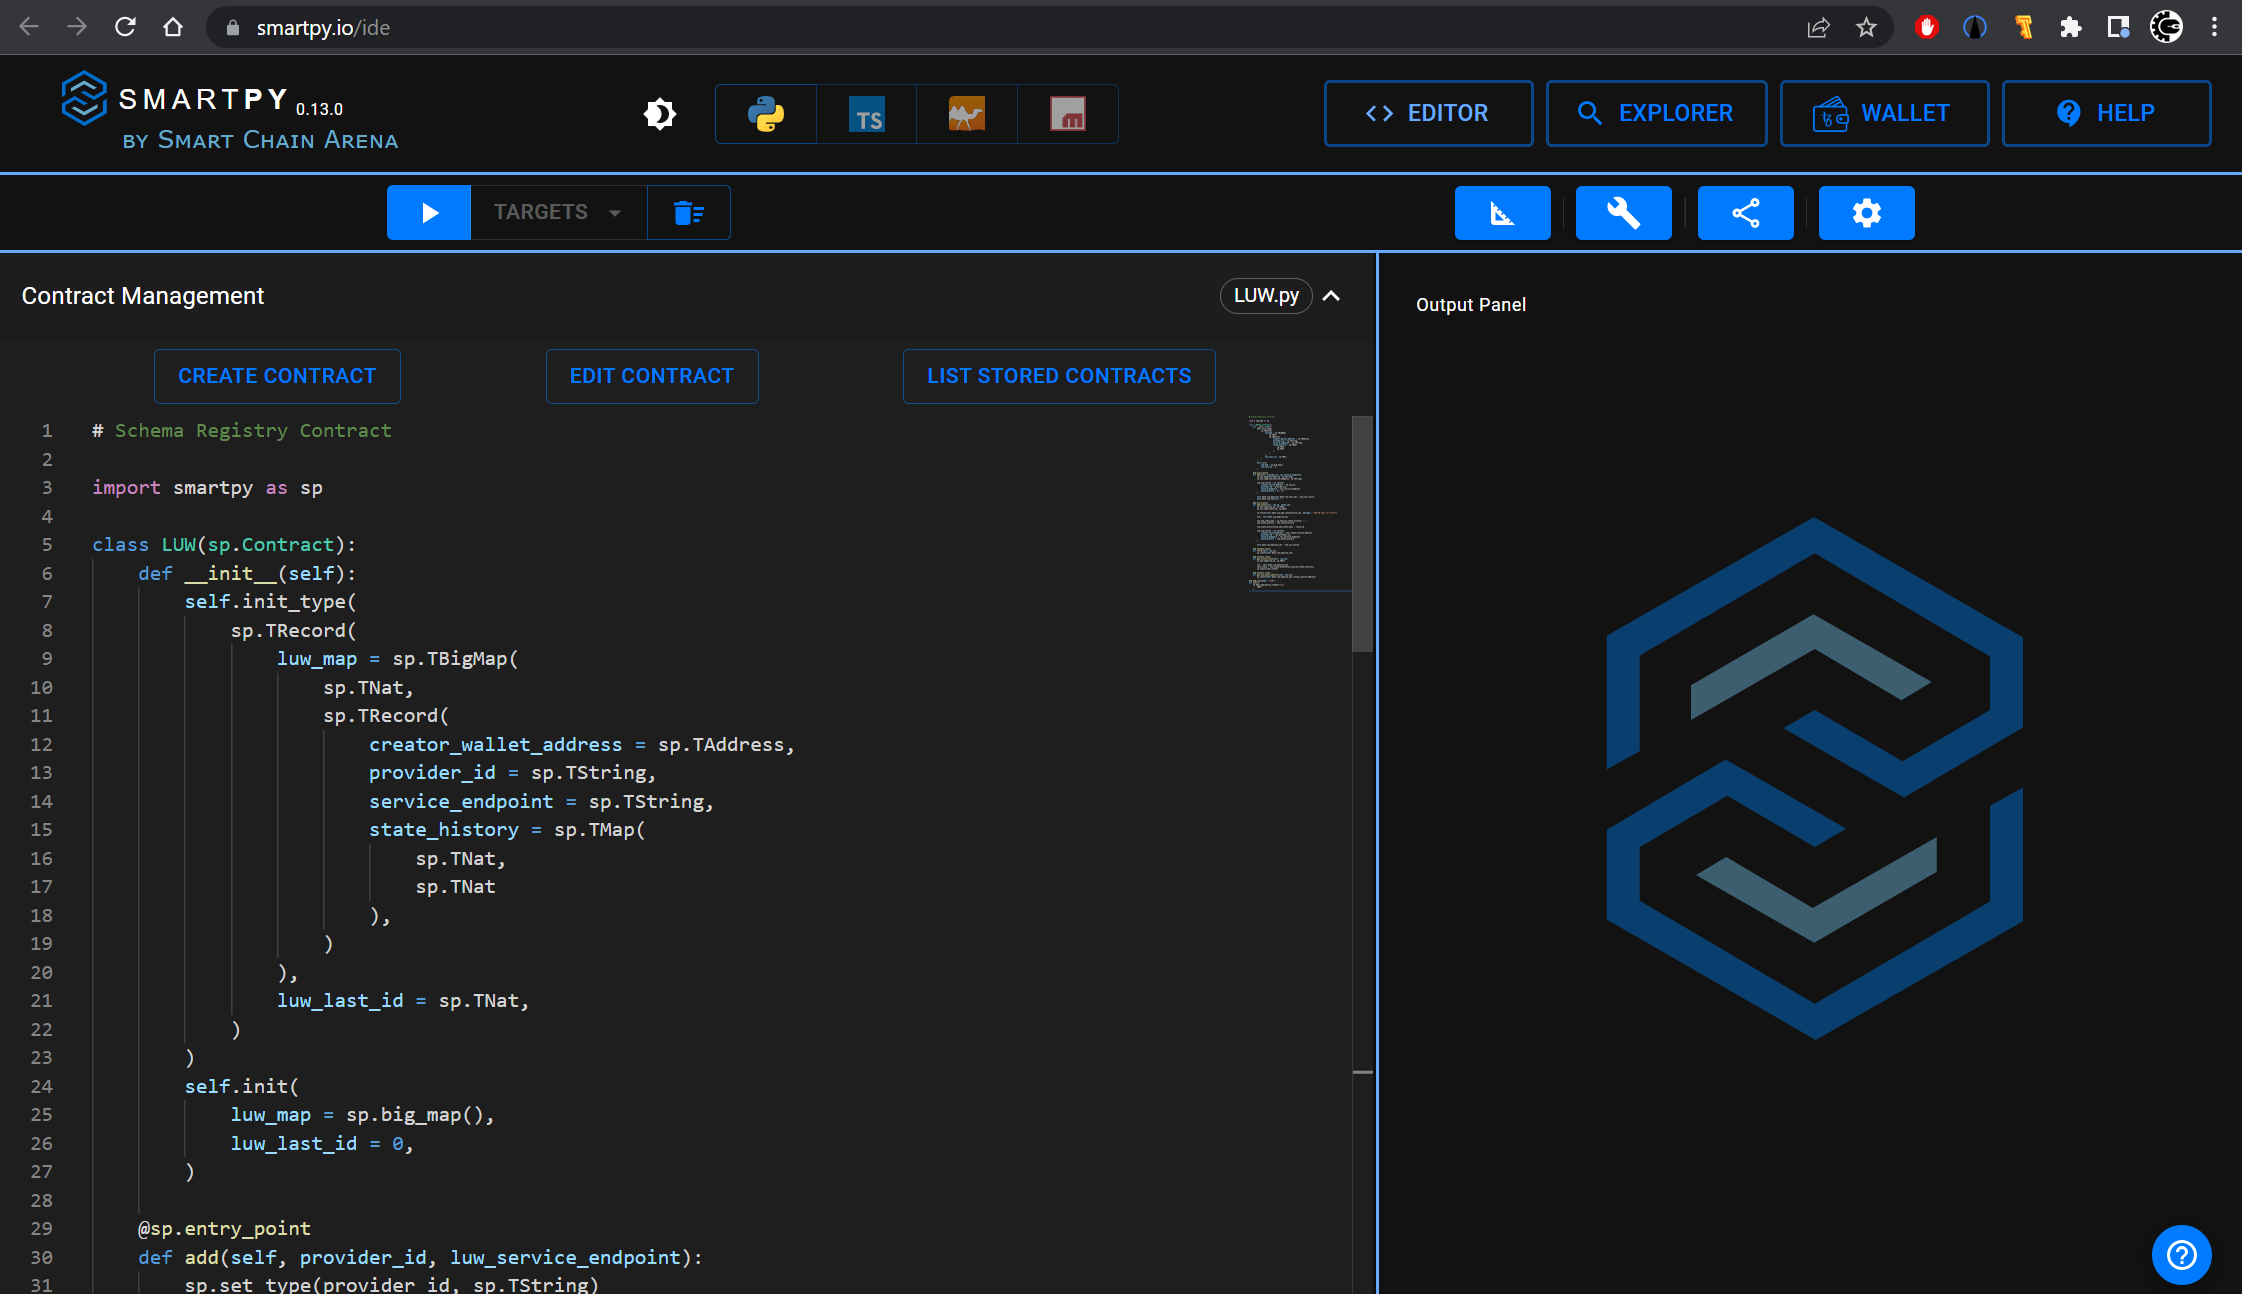 smartpy.io/ide
SMARTPY 0.13.0
BY SMART CHAIN ARENA
TS
EDITOR
EXPLORER
WALLET
HELP
TARGETS
Contract Management
LUW.py
Output Panel
CREATE CONTRACT
EDIT CONTRACT
LIST STORED CONTRACTS
1 # Schema Registry Contract
2
3 import smartpy as sp
4
5 class LUW(sp.Contract):
6 def __init__(self):
7 self.init_type(
8 sp.TRecord(
9 luw_map = sp.TBigMap(
10 sp.TNat,
11 sp.TRecord(
12 creator_wallet_address = sp.TAddress,
13 provider_id = sp.TString,
14 service_endpoint = sp.TString,
15 state_history = sp.TMap(
16 sp.TNat,
17 sp.TNat
18 ),
19 )
20 ),
21 luw_last_id = sp.TNat,
22 )
23 )
24 self.init(
25 luw_map = sp.big_map(),
26 luw_last_id = 0,
27 )
28
29 @sp.entry_point
30 def add(self, provider_id, luw_service_endpoint):
31 sp.set_type(provider_id, sp.TString)